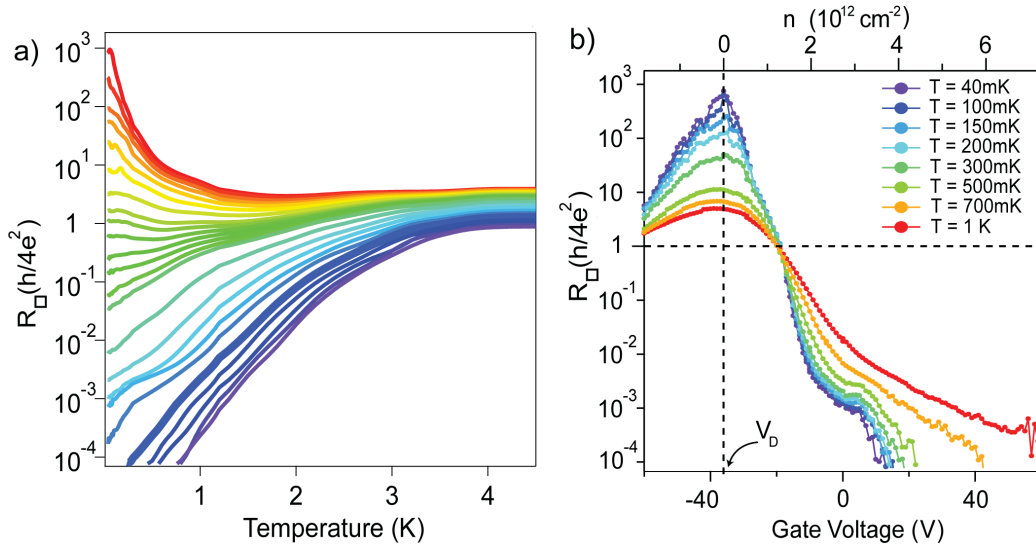 a)
10³
10²
10¹
1
10⁻¹
10⁻²
10⁻³
10⁻⁴
R□(h/4e²)
1
2
3
4
Temperature (K)
b)
n (10¹² cm⁻²)
0
2
4
6
10³
10²
10
1
10⁻¹
10⁻²
10⁻³
10⁻⁴
R□(h/4e²)
T = 40mK
T = 100mK
T = 150mK
T = 200mK
T = 300mK
T = 500mK
T = 700mK
T = 1 K
V_D
-40
0
40
Gate Voltage (V)